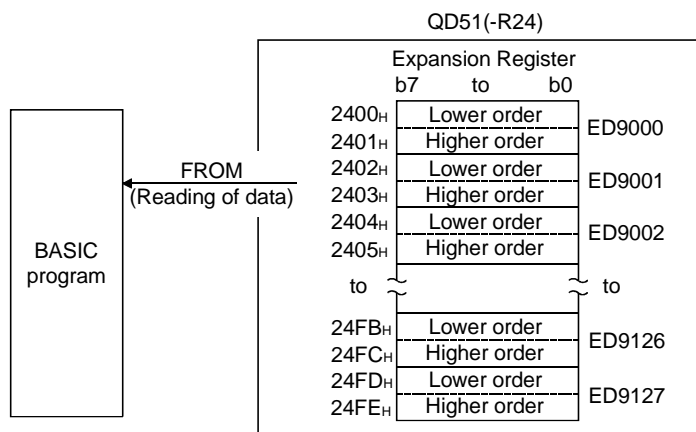 QD51(-R24)
Expansion Register
b7 to b0
2400H Lower order
2401H Higher order
ED9000
2402H Lower order
2403H Higher order
ED9001
2404H Lower order
2405H Higher order
ED9002
to to
24FBH Lower order
24FCH Higher order
ED9126
24FDH Lower order
24FEH Higher order
ED9127
FROM
(Reading of data)
BASIC
program